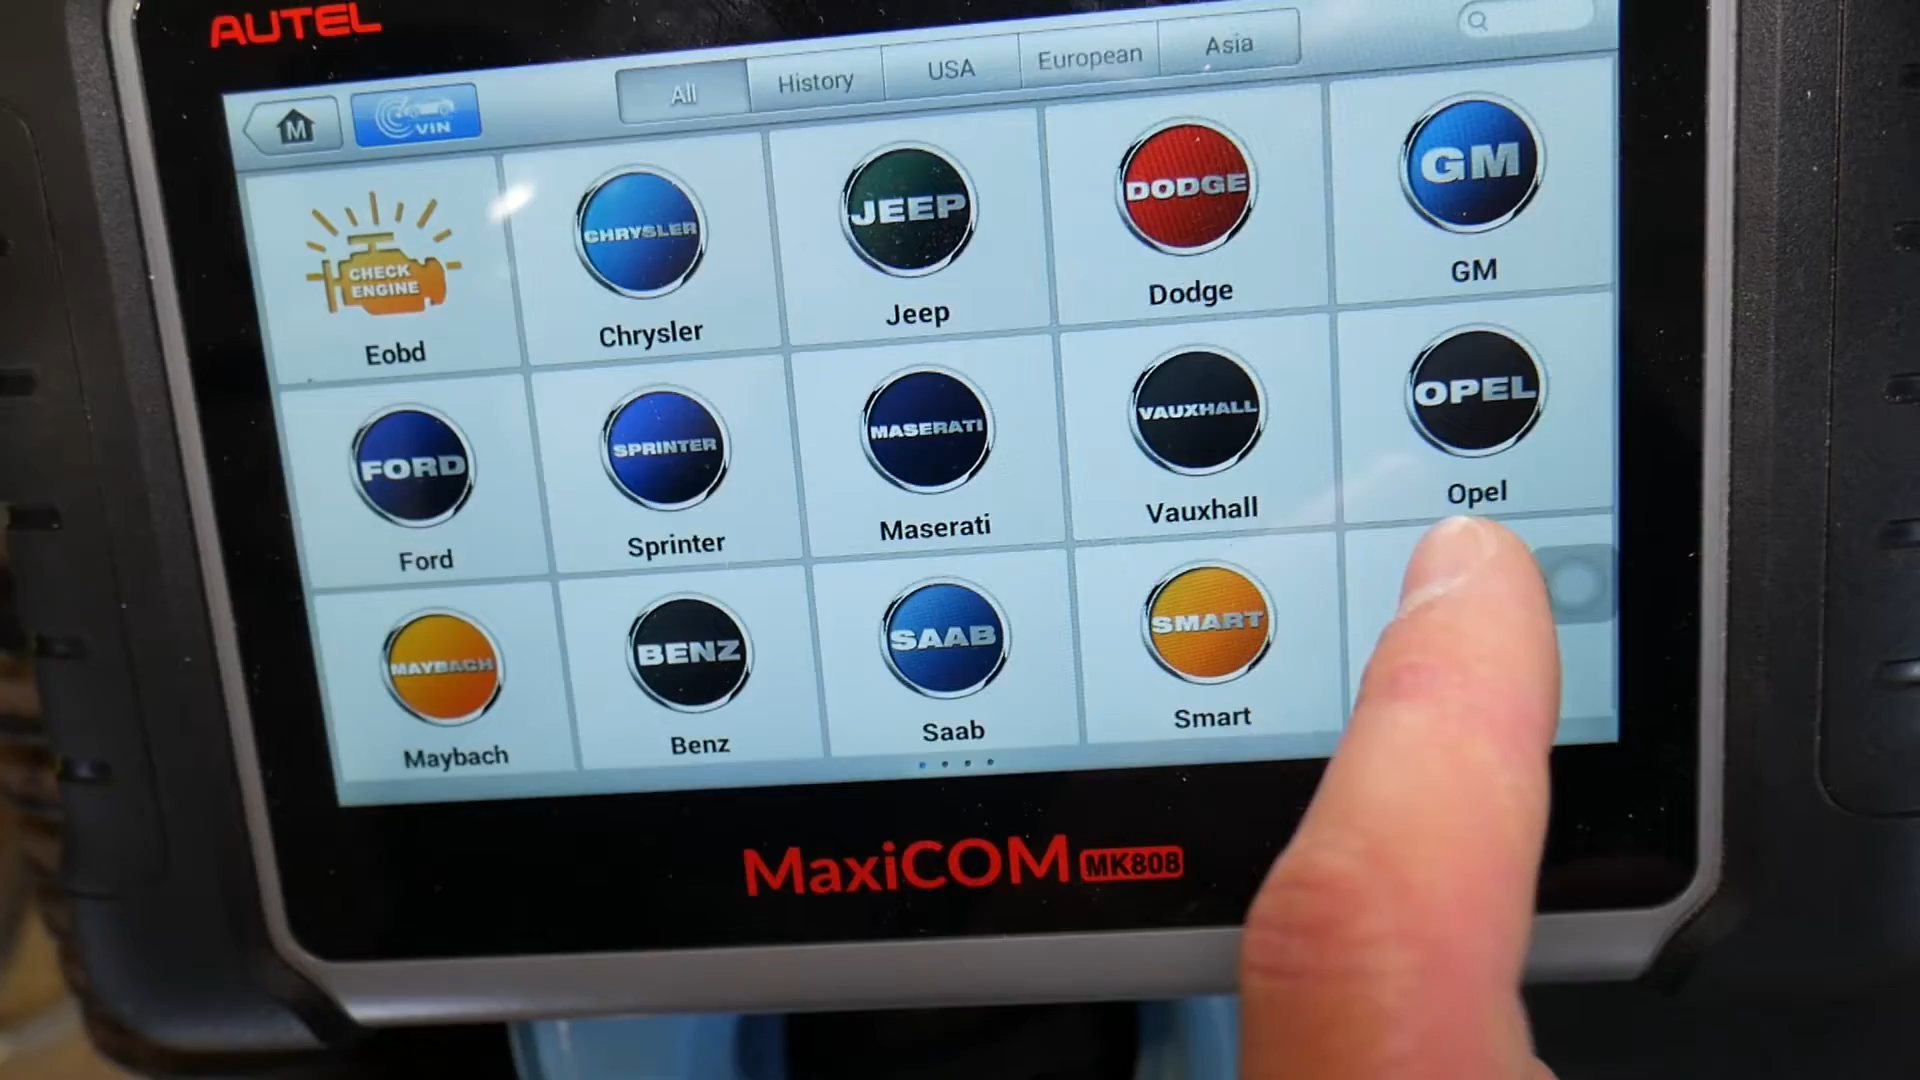 AUTEL
M
VIN
All
History
USA
European
Asia
CHECK
ENGINE
Eobd
CHRYSLER
Chrysler
JEEP
Jeep
DODGE
Dodge
GM
GM
FORD
Ford
SPRINTER
Sprinter
MASERATI
Maserati
VAUXHALL
Vauxhall
OPEL
Opel
MAYBACH
Maybach
BENZ
Benz
SAAB
Saab
SMART
Smart
MaxiCOM MK808